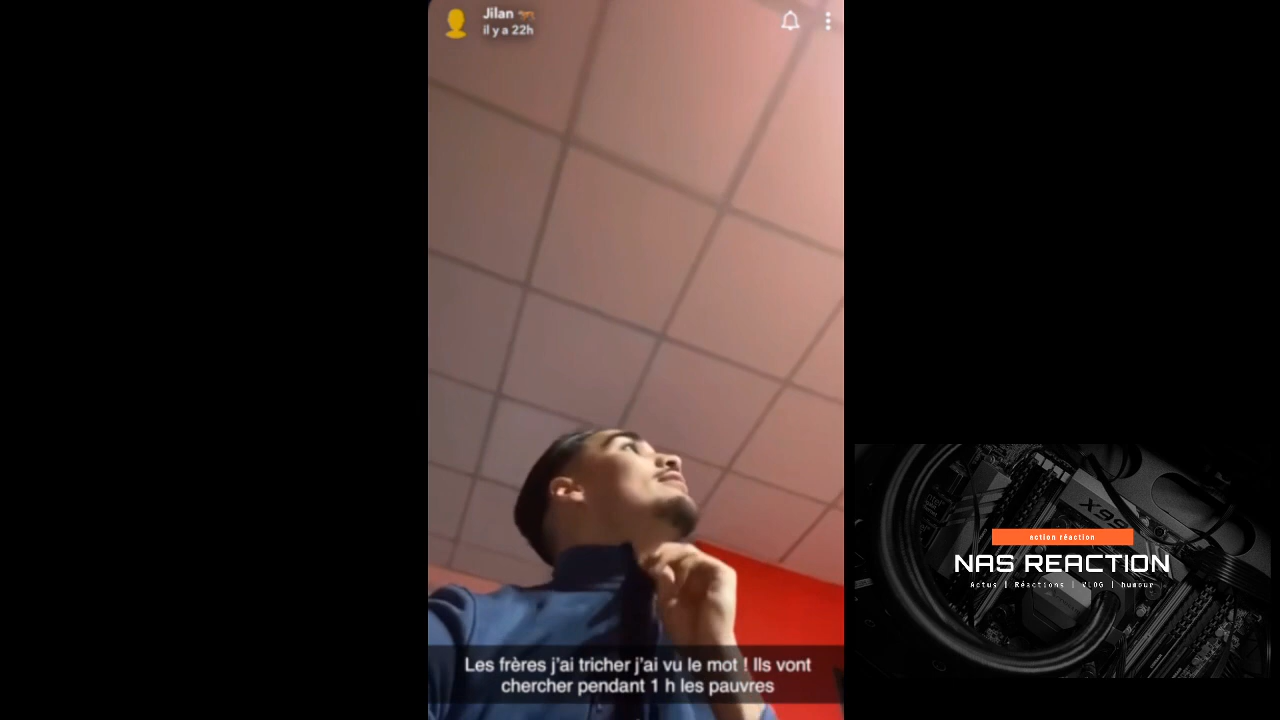 Jilan
il y a 22h
Les frères j'ai tricher j'ai vu le mot ! Ils vont
chercher pendant 1 h les pauvres
X99
action réaction
NAS REACTION
Actus | Réactions | VLOG | humour